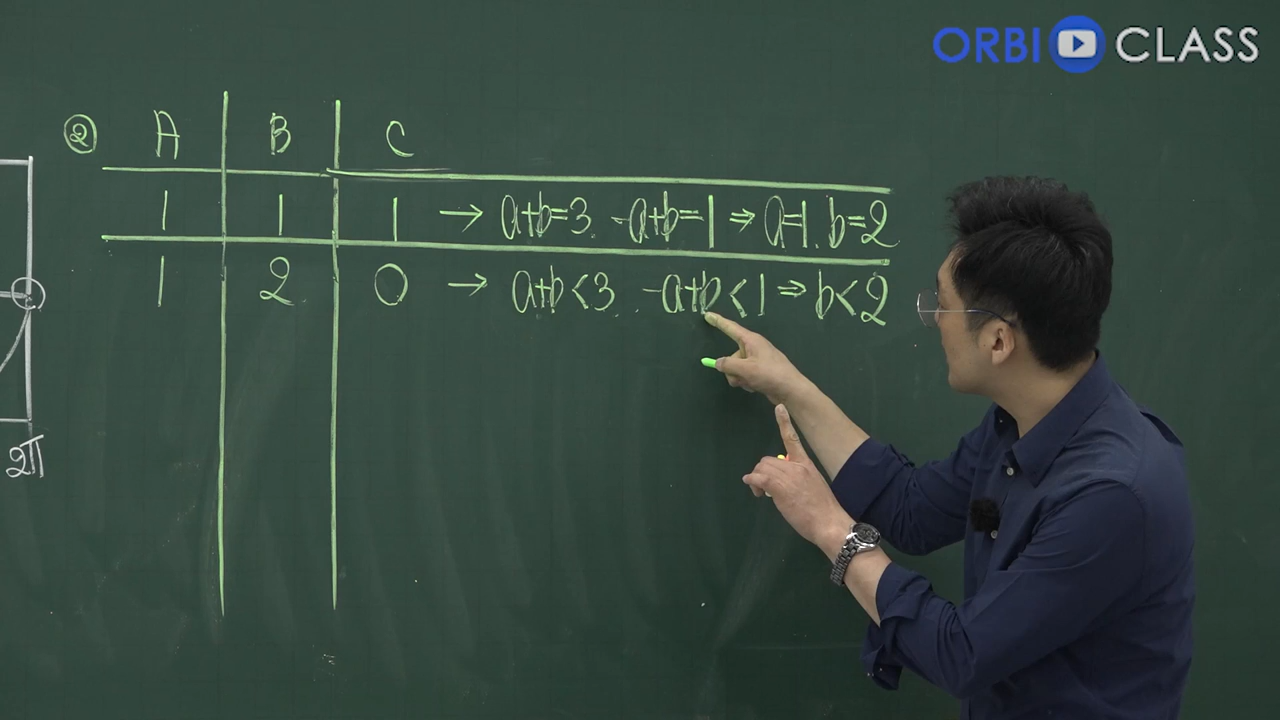 ORBI CLASS
② A B C
1 1 1 → a+b=3. -a+b=1 ⇒ a=1. b=2
1 2 0 → a+b<3.. -a+b<1 ⇒ b<2
2π